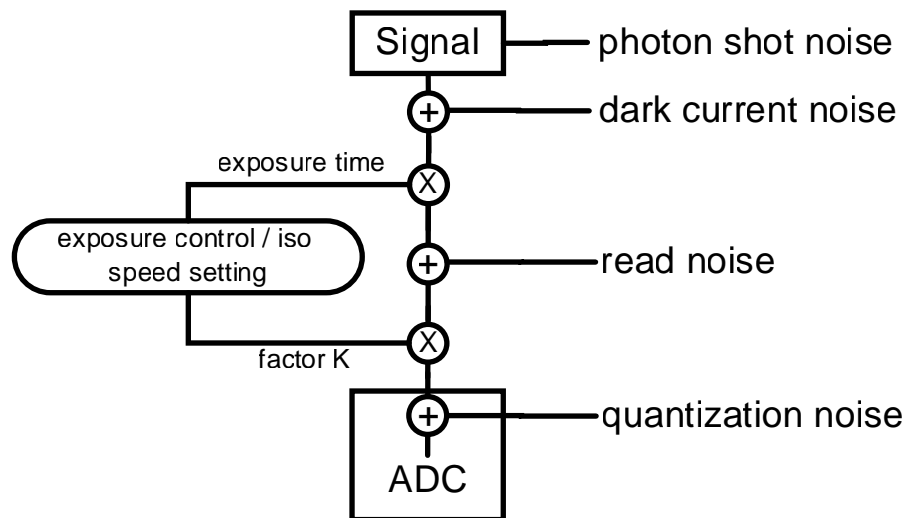 Signal
photon shot noise
+
dark current noise
exposure time
X
exposure control / iso
speed setting
+
read noise
X
factor K
+
quantization noise
ADC